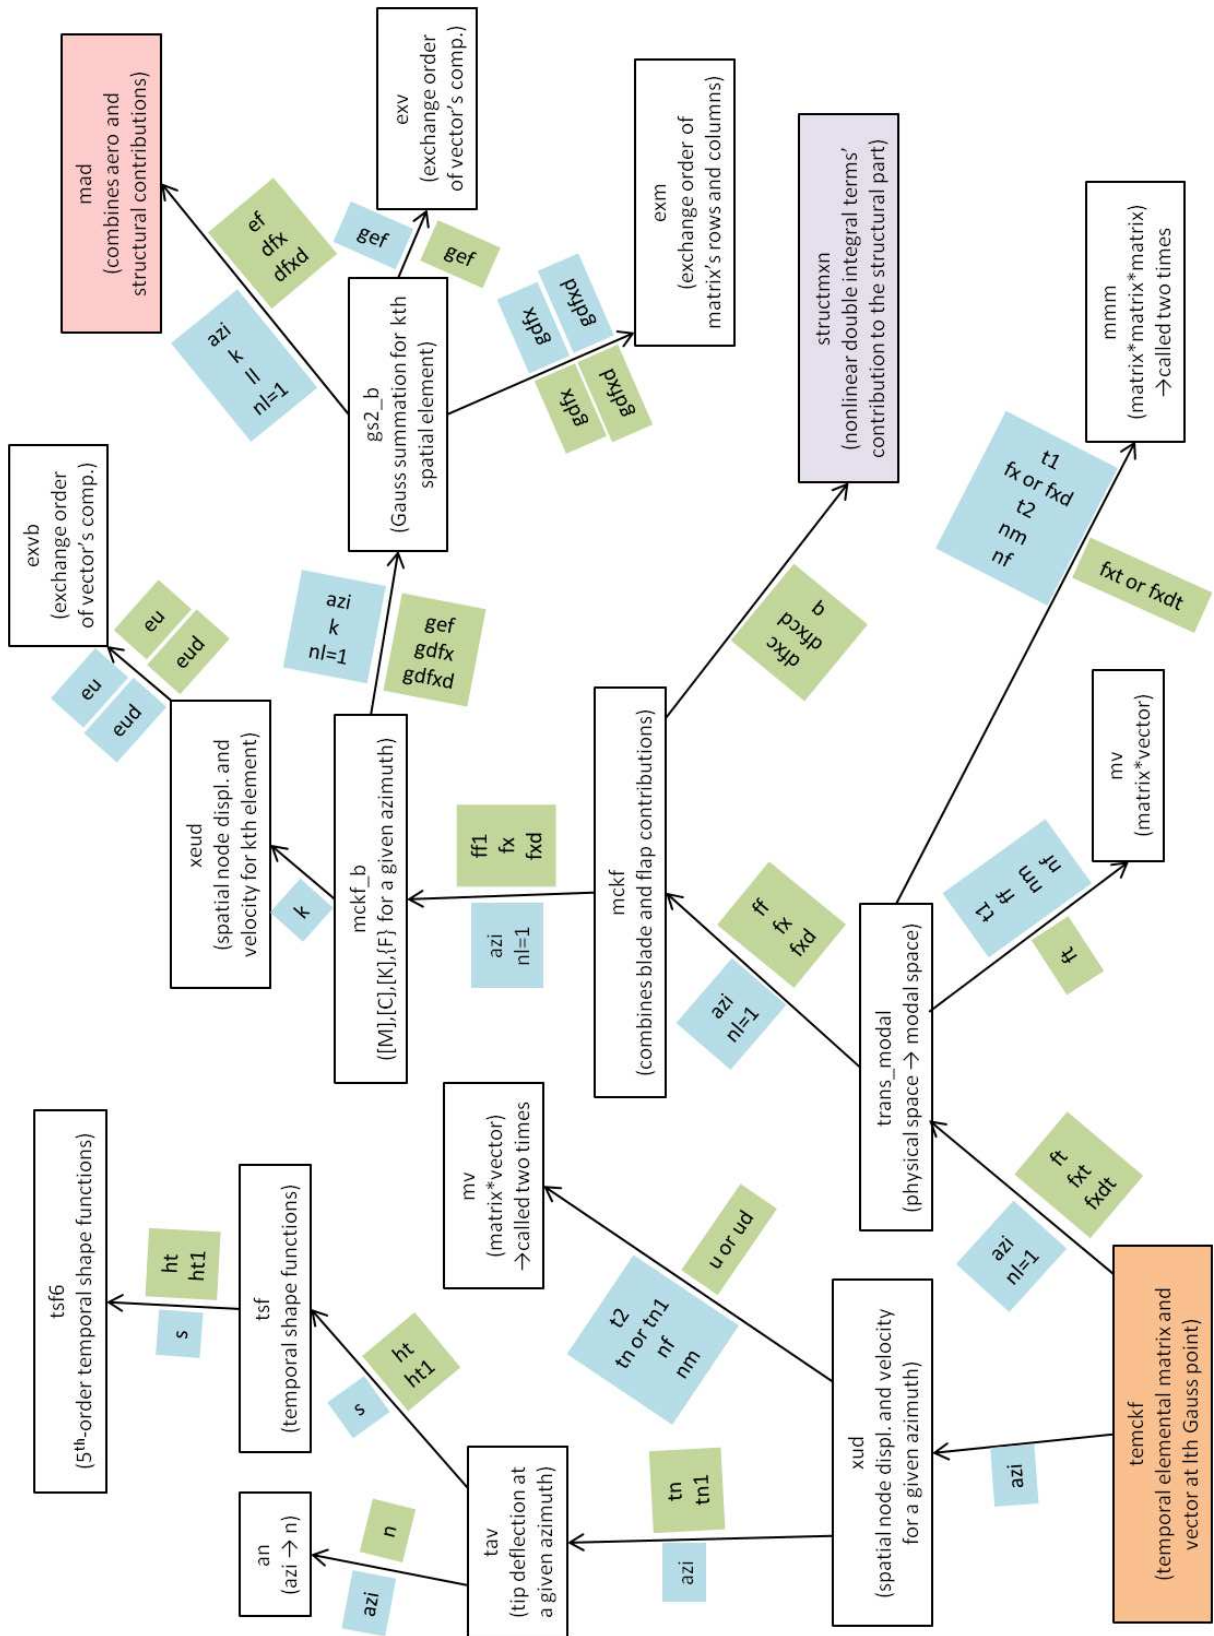 temckf
(temporal elemental matrix and
vector at lth Gauss point)
azi
azi
nl=1
ft
fxt
fxdt
xud
(spatial node displ. and velocity
for a given azimuth)
trans_modal
(physical space → modal space)
azi
tn
tn1
t2
tn or tn1
nf
nm
u or ud
azi
nl=1
ff
fx
fxd
t1
ff
nm
nf
ft
t1
fx or fxd
t2
nm
nf
fxt or fxdt
tav
(tip deflection at
a given azimuth)
mv
(matrix*vector)
→called two times
mckf
(combines blade and flap contributions)
mv
(matrix*vector)
mmm
(matrix*matrix*matrix)
→called two times
azi
n
s
ht
ht1
azi
nl=1
ff1
fx
fxd
dfxc
dfxcd
q
an
(azi → n)
tsf
(temporal shape functions)
mckf_b
([M],[C],[K],{F} for a given azimuth)
structmxn
(nonlinear double integral terms'
contribution to the structural part)
s
ht
ht1
k
azi
k
nl=1
gef
gdfx
gdfxd
tsf6
(5th-order temporal shape functions)
xeud
(spatial node displ. and
velocity for kth element)
gs2_b
(Gauss summation for kth
spatial element)
eu
eud
eu
eud
azi
k
ll
nl=1
ef
dfx
dfxd
gef
gef
gdfx
gdfxd
gdfx
gdfxd
exvb
(exchange order
of vector's comp.)
mad
(combines aero and
structural contributions)
exv
(exchange order
of vector's comp.)
exm
(exchange order of
matrix's rows and columns)